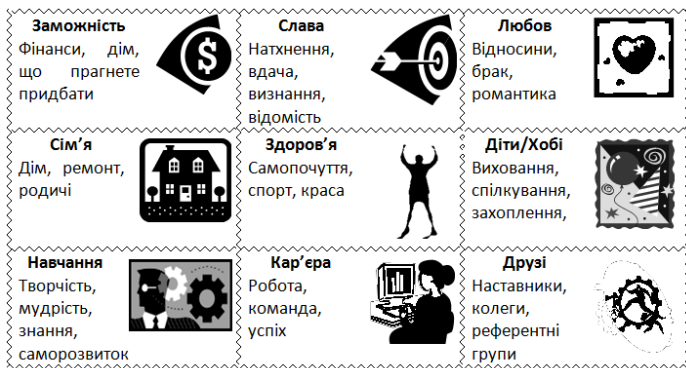 Заможність
Фінанси, дім,
що прагнете
придбати
Слава
Натхнення,
вдача,
визнання,
відомість
Любов
Відносини,
брак,
романтика
Сім’я
Дім, ремонт,
родичі
Здоров’я
Самопочуття,
спорт, краса
Діти/Хобі
Виховання,
спілкування,
захоплення,
Навчання
Творчість,
мудрість,
знання,
саморозвиток
Кар’єра
Робота,
команда,
успіх
Друзі
Наставники,
колеги,
референтні
групи